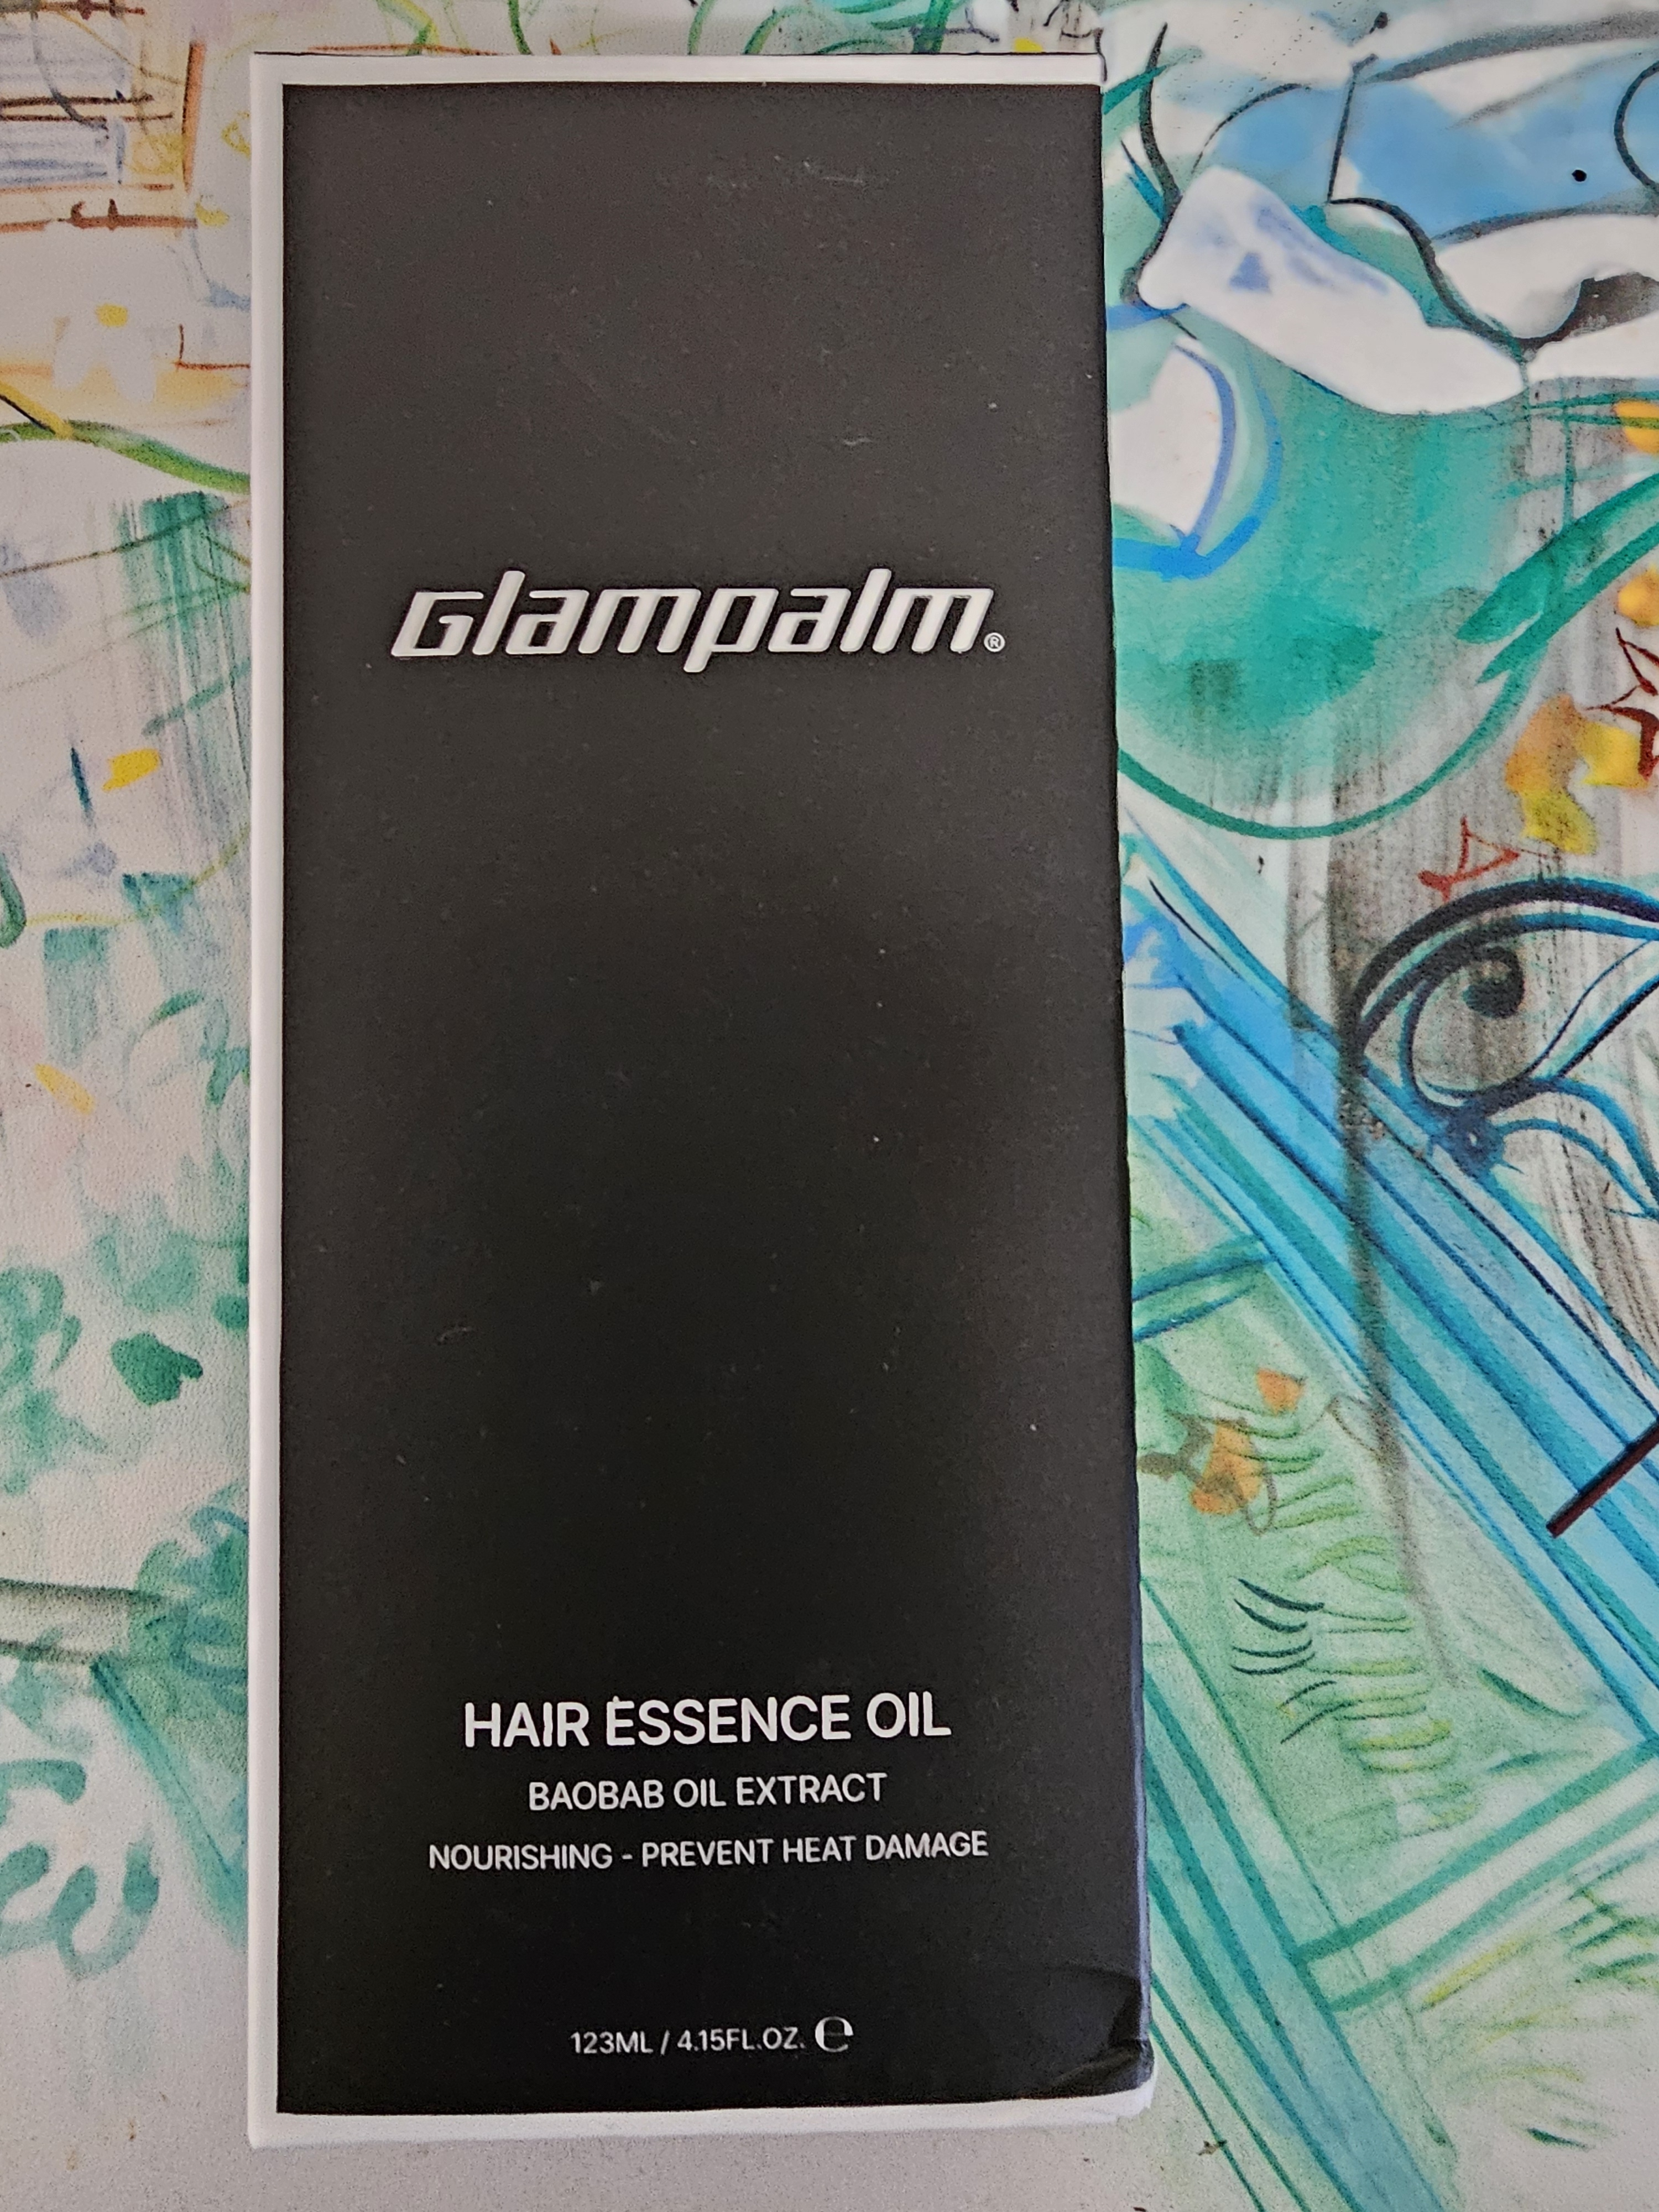 Glampalm®
HAIR ESSENCE OIL
BAOBAB OIL EXTRACT
NOURISHING - PREVENT HEAT DAMAGE
123ML / 4.15FL.OZ. ℮